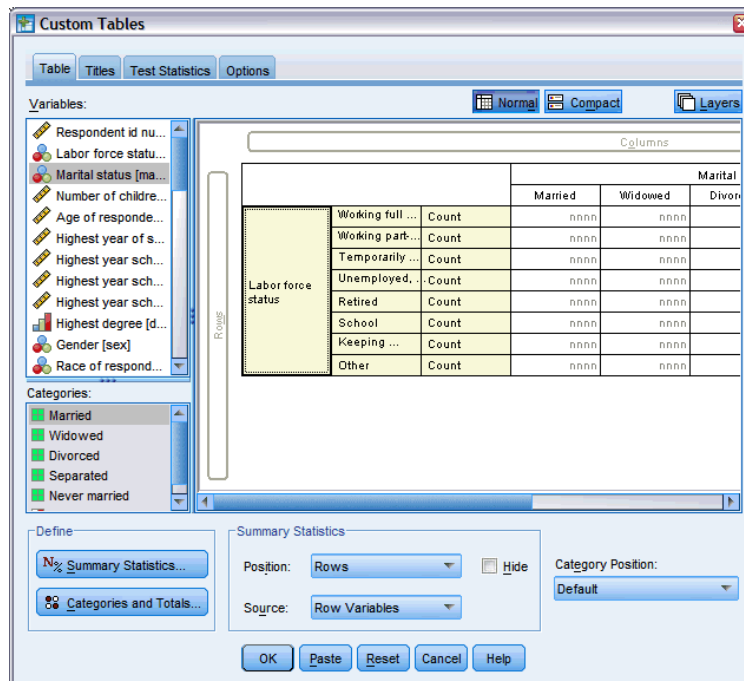 Custom Tables
Table Titles Test Statistics Options
Variables:
Normal Compact Layers
Respondent id nu...
Labor force statu...
Marital status [ma...
Number of childre...
Age of responde...
Highest year of s...
Highest year sch...
Highest year sch...
Highest year sch...
Highest degree [d...
Gender [sex]
Race of respond...
Categories:
Married
Widowed
Divorced
Separated
Never married
Columns
Rows
Marital
Married Widowed Divor
Labor force status
Working full ... Count nnnn nnnn
Working part-... Count nnnn nnnn
Temporarily ... Count nnnn nnnn
Unemployed, ... Count nnnn nnnn
Retired Count nnnn nnnn
School Count nnnn nnnn
Keeping ... Count nnnn nnnn
Other Count nnnn nnnn
Define
N% Summary Statistics...
Categories and Totals...
Summary Statistics
Position: Rows Hide
Source: Row Variables
Category Position:
Default
OK Paste Reset Cancel Help